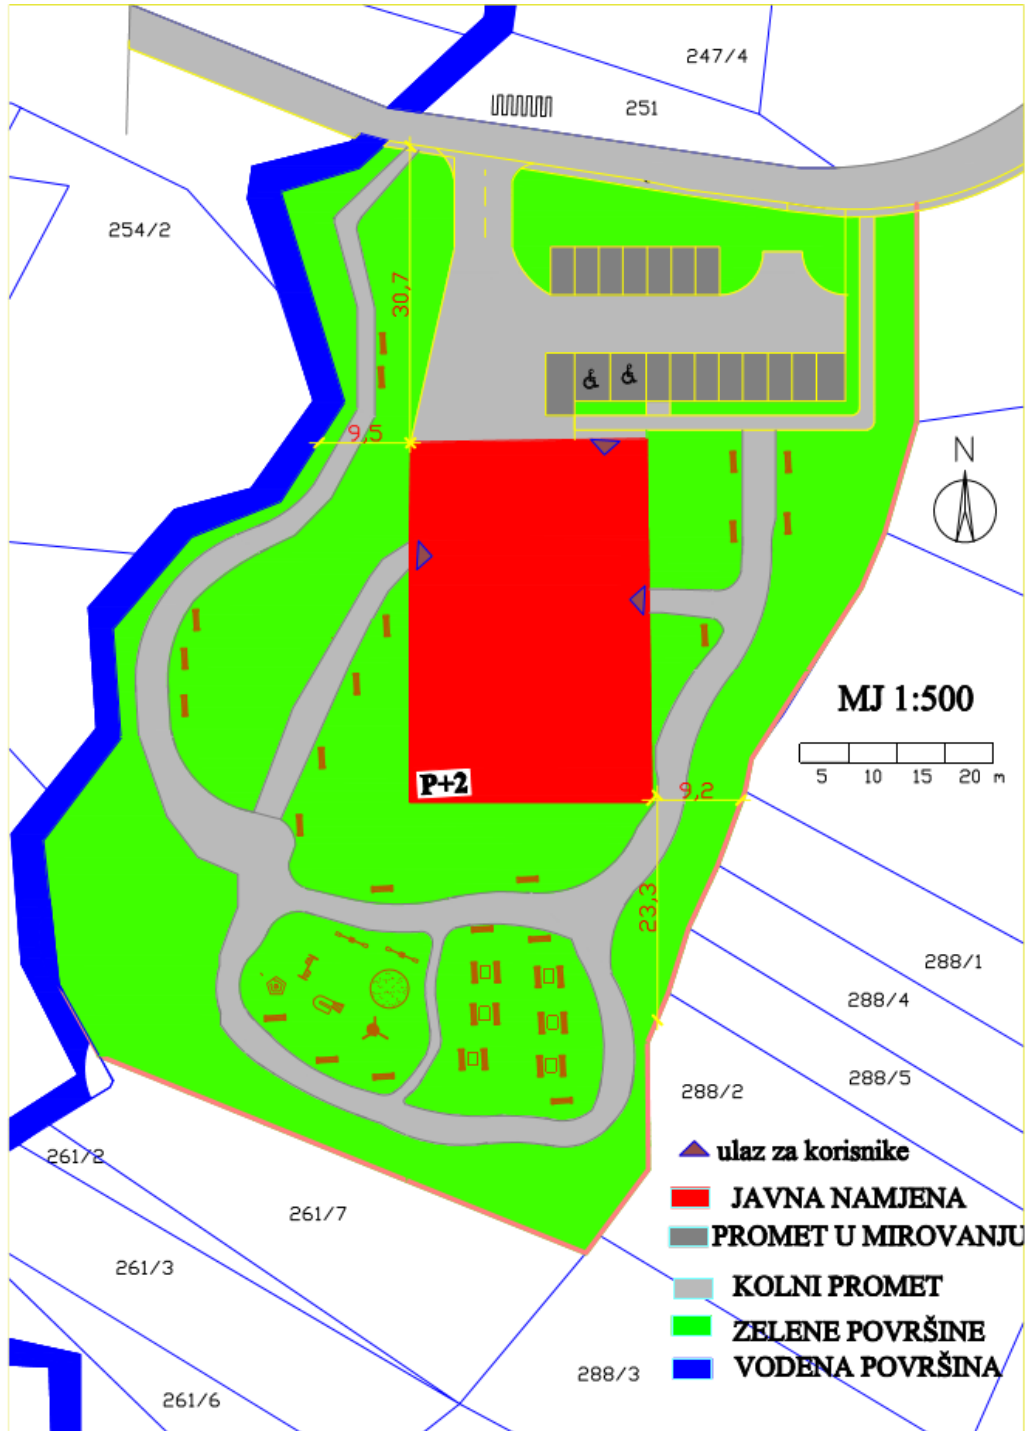 247/4
251
254/2
30,7
9,5
N
MJ 1:500
5 10 15 20 m
P+2
9,2
23,3
288/1
288/4
288/5
288/2
ulaz za korisnike
261/2
JAVNA NAMJENA
261/7
PROMET U MIROVANJU
261/3
KOLNI PROMET
ZELENE POVRŠINE
VODENA POVRŠINA
288/3
261/6